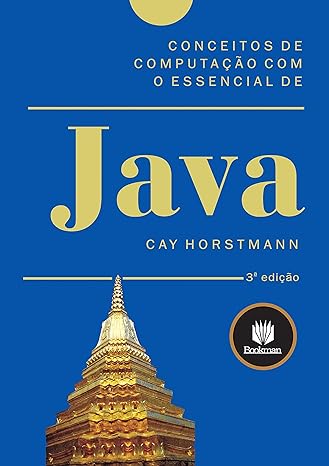 CONCEITOS DE
COMPUTAÇÃO COM
O ESSENCIAL DE
Java
CAY HORSTMANN
3ª edição
Bookman